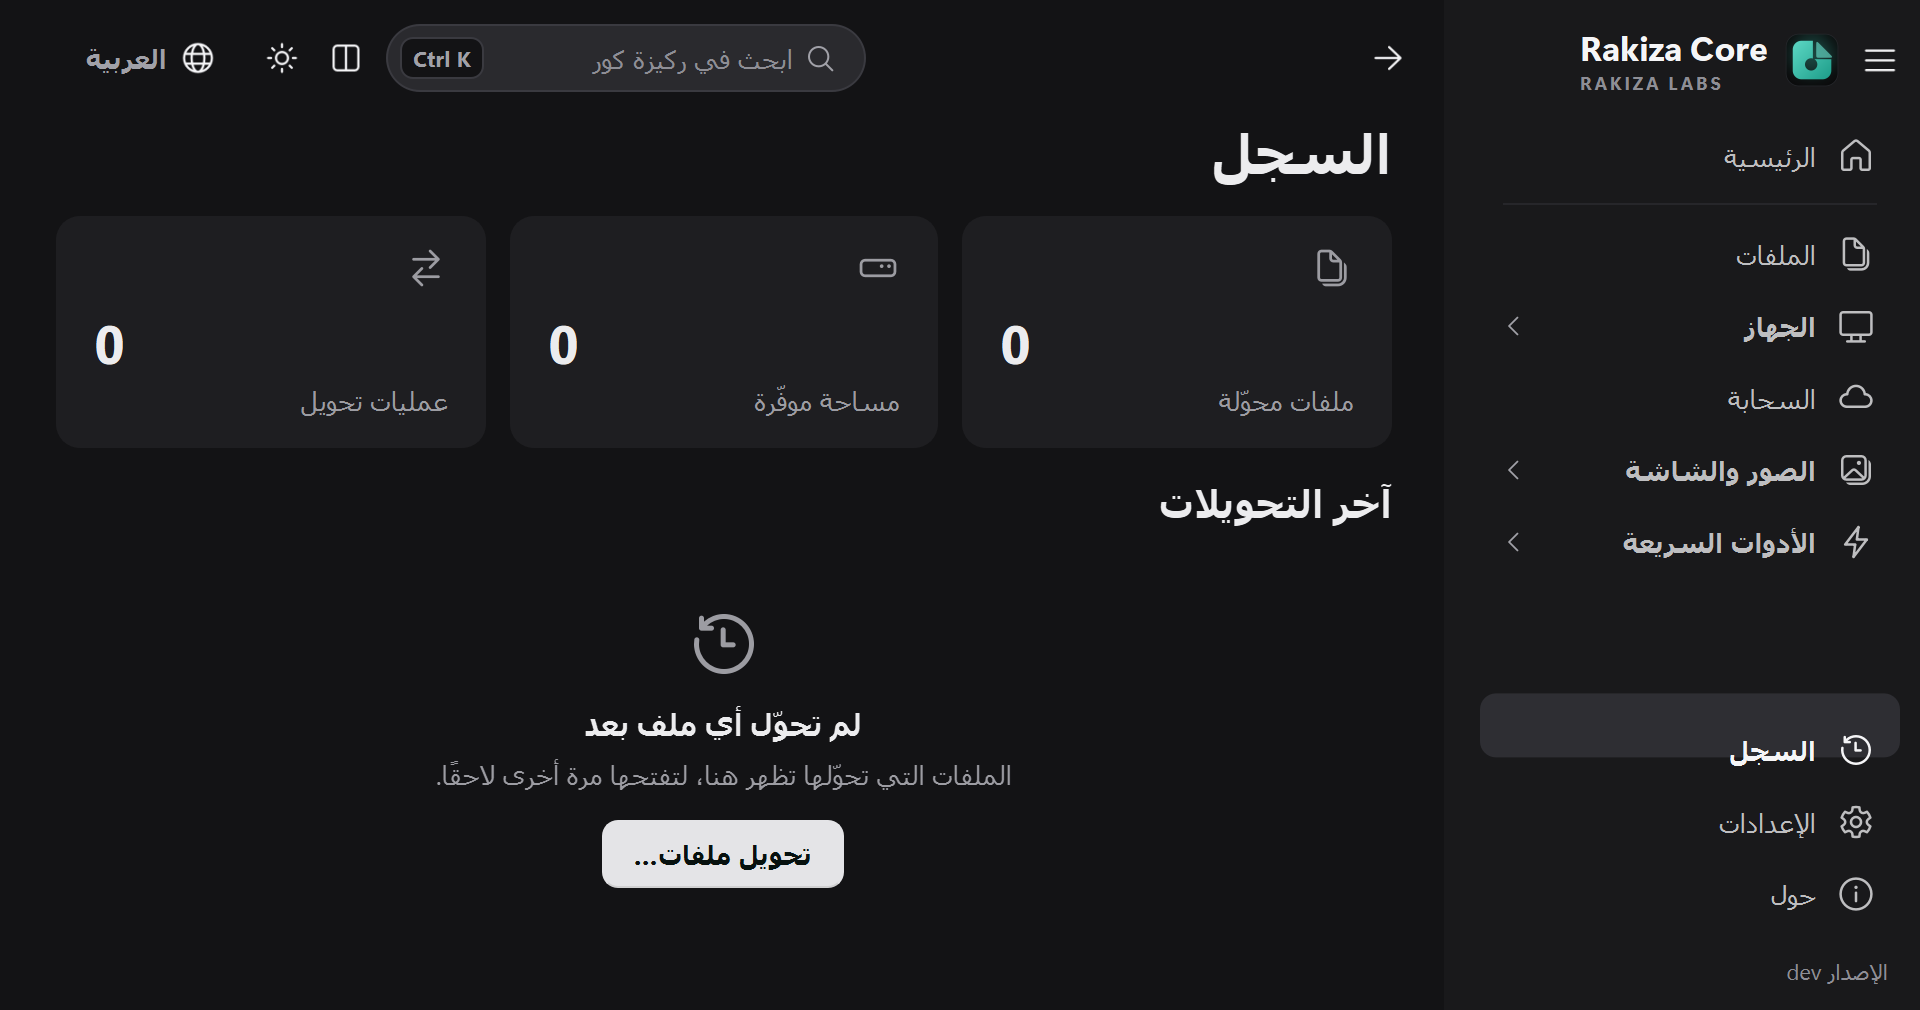 Rakiza Core
RAKIZA LABS
الرئيسية
الملفات
الجهاز
السحابة
الصور والشاشة
الأدوات السريعة
السجل
الإعدادات
حول
الإصدار dev
ابحث في ركيزة كور
Ctrl K
العربية
السجل
0
ملفات محوّلة
0
مساحة موفّرة
0
عمليات تحويل
آخر التحويلات
لم تحوّل أي ملف بعد
الملفات التي تحوّلها تظهر هنا، لتفتحها مرة أخرى لاحقًا.
تحويل ملفات...